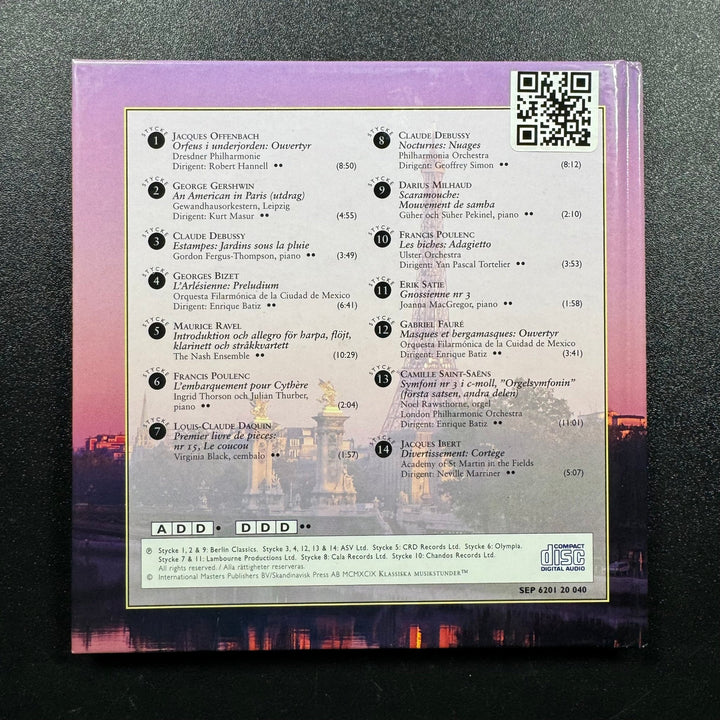 STYCKE
1
JACQUES OFFENBACH
Orfeus i underjorden: Ouvertyr
Dresdner Philharmonie
Dirigent: Robert Hannell •• (8:50)
STYCKE
2
GEORGE GERSHWIN
An American in Paris (utdrag)
Gewandhausorkestern, Leipzig
Dirigent: Kurt Masur •• (4:55)
STYCKE
3
CLAUDE DEBUSSY
Estampes: Jardins sous la pluie
Gordon Fergus-Thompson, piano •• (3:49)
STYCKE
4
GEORGES BIZET
L'Arlésienne: Preludium
Orquesta Filarmónica de la Ciudad de Mexico
Dirigent: Enrique Batiz •• (6:41)
STYCKE
5
MAURICE RAVEL
Introduktion och allegro för harpa, flöjt,
klarinett och stråkkvartett
The Nash Ensemble •• (10:29)
STYCKE
6
FRANCIS POULENC
L'embarquement pour Cythère
Ingrid Thorson och Julian Thurber,
piano •• (2:04)
STYCKE
7
LOUIS-CLAUDE DAQUIN
Premier livre de pièces:
nr 15, Le coucou
Virginia Black, cembalo •• (1:57)
STYCKE
8
CLAUDE DEBUSSY
Nocturnes: Nuages
Philharmonia Orchestra
Dirigent: Geoffrey Simon •• (8:12)
STYCKE
9
DARIUS MILHAUD
Scaramouche:
Mouvement de samba
Güher och Süher Pekinel, piano •• (2:10)
STYCKE
10
FRANCIS POULENC
Les biches: Adagietto
Ulster Orchestra
Dirigent: Yan Pascal Tortelier •• (3:53)
STYCKE
11
ERIK SATIE
Gnossienne nr 3
Joanna MacGregor, piano •• (1:58)
STYCKE
12
GABRIEL FAURÉ
Masques et bergamasques: Ouvertyr
Orquesta Filarmónica de la Cuidad de Mexico
Dirigent: Enrique Batiz •• (3:41)
STYCKE
13
CAMILLE SAINT-SAËNS
Symfoni nr 3 i c-moll, "Orgelsymfonin"
(första satsen, andra delen)
Noel Rawsthorne, orgel
London Philharmonic Orchestra
Dirigent: Enrique Batiz •• (11:01)
STYCKE
14
JACQUES IBERT
Divertissement: Cortège
Academy of St Martin in the Fields
Dirigent: Neville Marriner •• (5:07)
ADD • DDD ••
℗ Stycke 1, 2 & 9: Berlin Classics. Stycke 3, 4, 12, 13 & 14: ASV Ltd. Stycke 5: CRD Records Ltd. Stycke 6: Olympia.
Stycke 7 & 11: Lambourne Productions Ltd. Stycke 8: Cala Records Ltd. Stycke 10: Chandos Records Ltd.
All rights reserved. / Alla rättigheter reserveras.
© International Masters Publishers BV/Skandinavisk Press AB MCMXCIX KLASSISKA MUSIKSTUNDER™
COMPACT
disc
DIGITAL AUDIO
SEP 6201 20 040